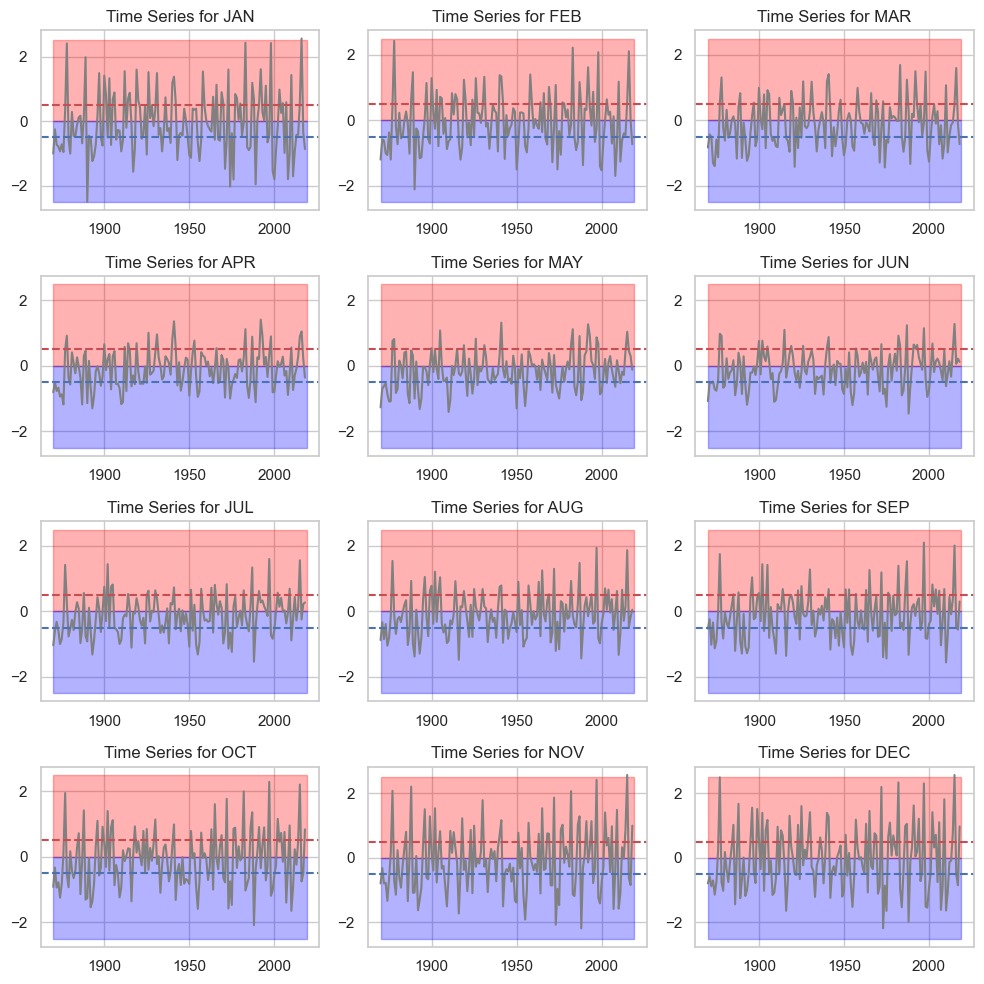 Time Series for JAN
2
0
−2
1900 1950 2000
Time Series for FEB
2
0
−2
1900 1950 2000
Time Series for MAR
2
0
−2
1900 1950 2000
Time Series for APR
2
0
−2
1900 1950 2000
Time Series for MAY
2
0
−2
1900 1950 2000
Time Series for JUN
2
0
−2
1900 1950 2000
Time Series for JUL
2
0
−2
1900 1950 2000
Time Series for AUG
2
0
−2
1900 1950 2000
Time Series for SEP
2
0
−2
1900 1950 2000
Time Series for OCT
2
0
−2
1900 1950 2000
Time Series for NOV
2
0
−2
1900 1950 2000
Time Series for DEC
2
0
−2
1900 1950 2000